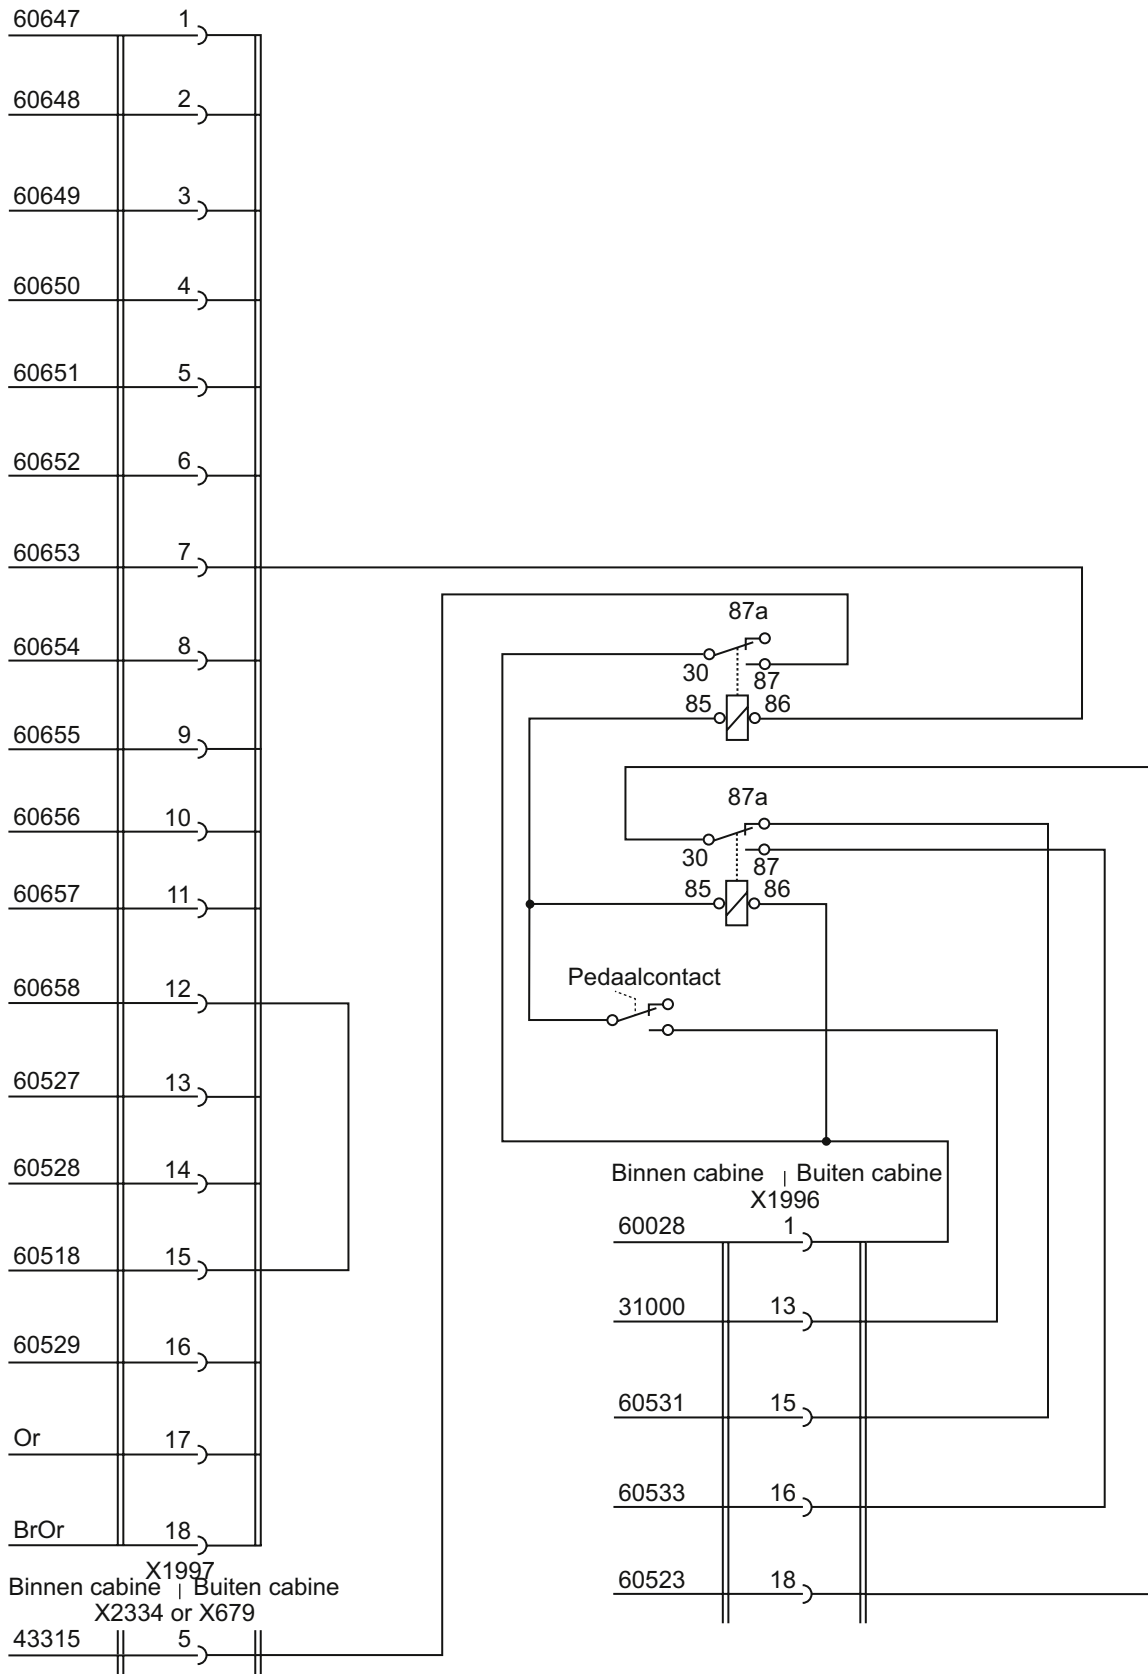 60647 1
60648 2
60649 3
60650 4
60651 5
60652 6
60653 7
60654 8
60655 9
60656 10
60657 11
60658 12
60527 13
60528 14
60518 15
60529 16
Or 17
BrOr 18
X1997
Binnen cabine | Buiten cabine
X2334 or X679
43315 5
87a
30 87
85 86
87a
30 87
85 86
Pedaalcontact
Binnen cabine | Buiten cabine
X1996
60028 1
31000 13
60531 15
60533 16
60523 18